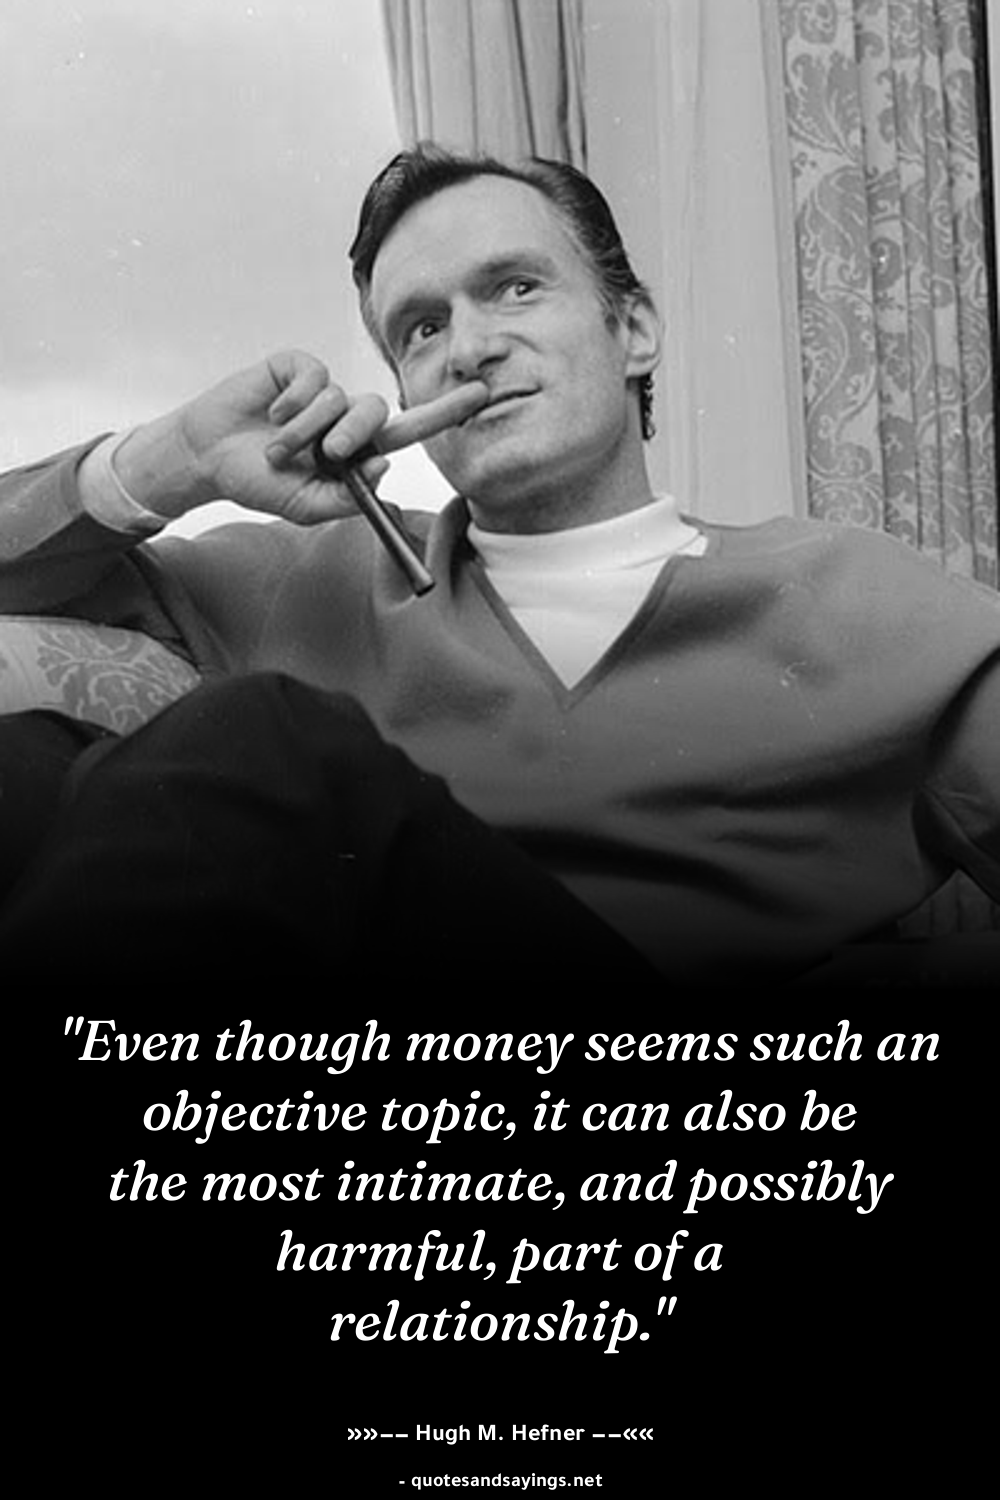 "Even though money seems such an
objective topic, it can also be
the most intimate, and possibly
harmful, part of a
relationship."
»»–– Hugh M. Hefner ––««
- quotesandsayings.net